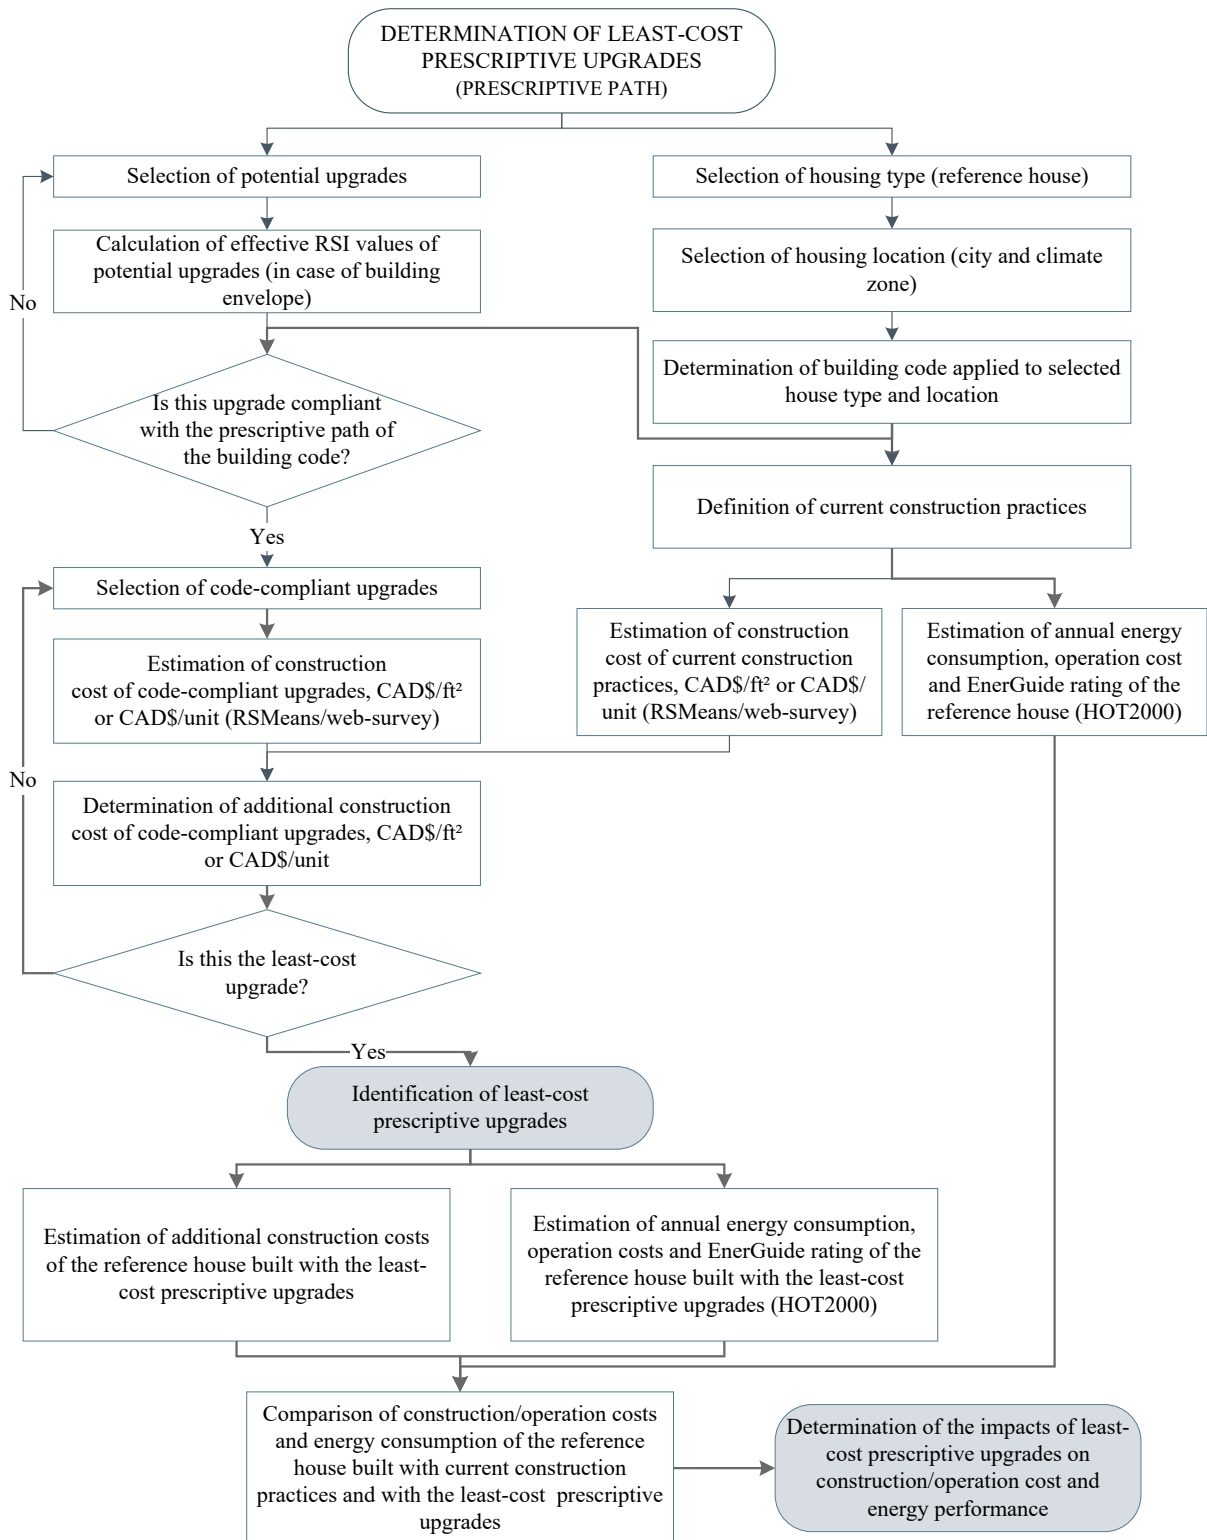 DETERMINATION OF LEAST-COST
PRESCRIPTIVE UPGRADES
(PRESCRIPTIVE PATH)
Selection of potential upgrades
Selection of housing type (reference house)
Calculation of effective RSI values of
potential upgrades (in case of building
envelope)
Selection of housing location (city and climate
zone)
No
Determination of building code applied to selected
house type and location
Is this upgrade compliant
with the prescriptive path of
the building code?
Definition of current construction practices
Yes
Selection of code-compliant upgrades
Estimation of construction
cost of code-compliant upgrades, CAD$/ft²
or CAD$/unit (RSMeans/web-survey)
Estimation of construction
cost of current construction
practices, CAD$/ft² or CAD$/
unit (RSMeans/web-survey)
Estimation of annual energy
consumption, operation cost
and EnerGuide rating of the
reference house (HOT2000)
No
Determination of additional construction
cost of code-compliant upgrades, CAD$/ft²
or CAD$/unit
Is this the least-cost
upgrade?
Yes
Identification of least-cost
prescriptive upgrades
Estimation of additional construction costs
of the reference house built with the least-
cost prescriptive upgrades
Estimation of annual energy consumption,
operation costs and EnerGuide rating of the
reference house built with the least-cost
prescriptive upgrades (HOT2000)
Comparison of construction/operation costs
and energy consumption of the reference
house built with current construction
practices and with the least-cost prescriptive
upgrades
Determination of the impacts of least-
cost prescriptive upgrades on
construction/operation cost and
energy performance